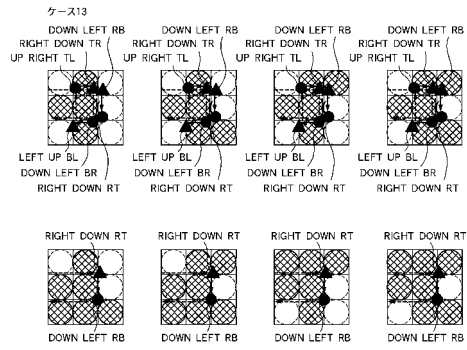 ケース13
DOWN LEFT RB DOWN LEFT RB DOWN LEFT RB DOWN LEFT RB
RIGHT DOWN TR RIGHT DOWN TR RIGHT DOWN TR RIGHT DOWN TR
UP RIGHT TL UP RIGHT TL UP RIGHT TL UP RIGHT TL
LEFT UP BL LEFT UP BL LEFT UP BL LEFT UP BL
DOWN LEFT BR DOWN LEFT BR DOWN LEFT BR DOWN LEFT BR
RIGHT DOWN RT RIGHT DOWN RT RIGHT DOWN RT RIGHT DOWN RT
RIGHT DOWN RT RIGHT DOWN RT RIGHT DOWN RT RIGHT DOWN RT
DOWN LEFT RB DOWN LEFT RB DOWN LEFT RB DOWN LEFT RB